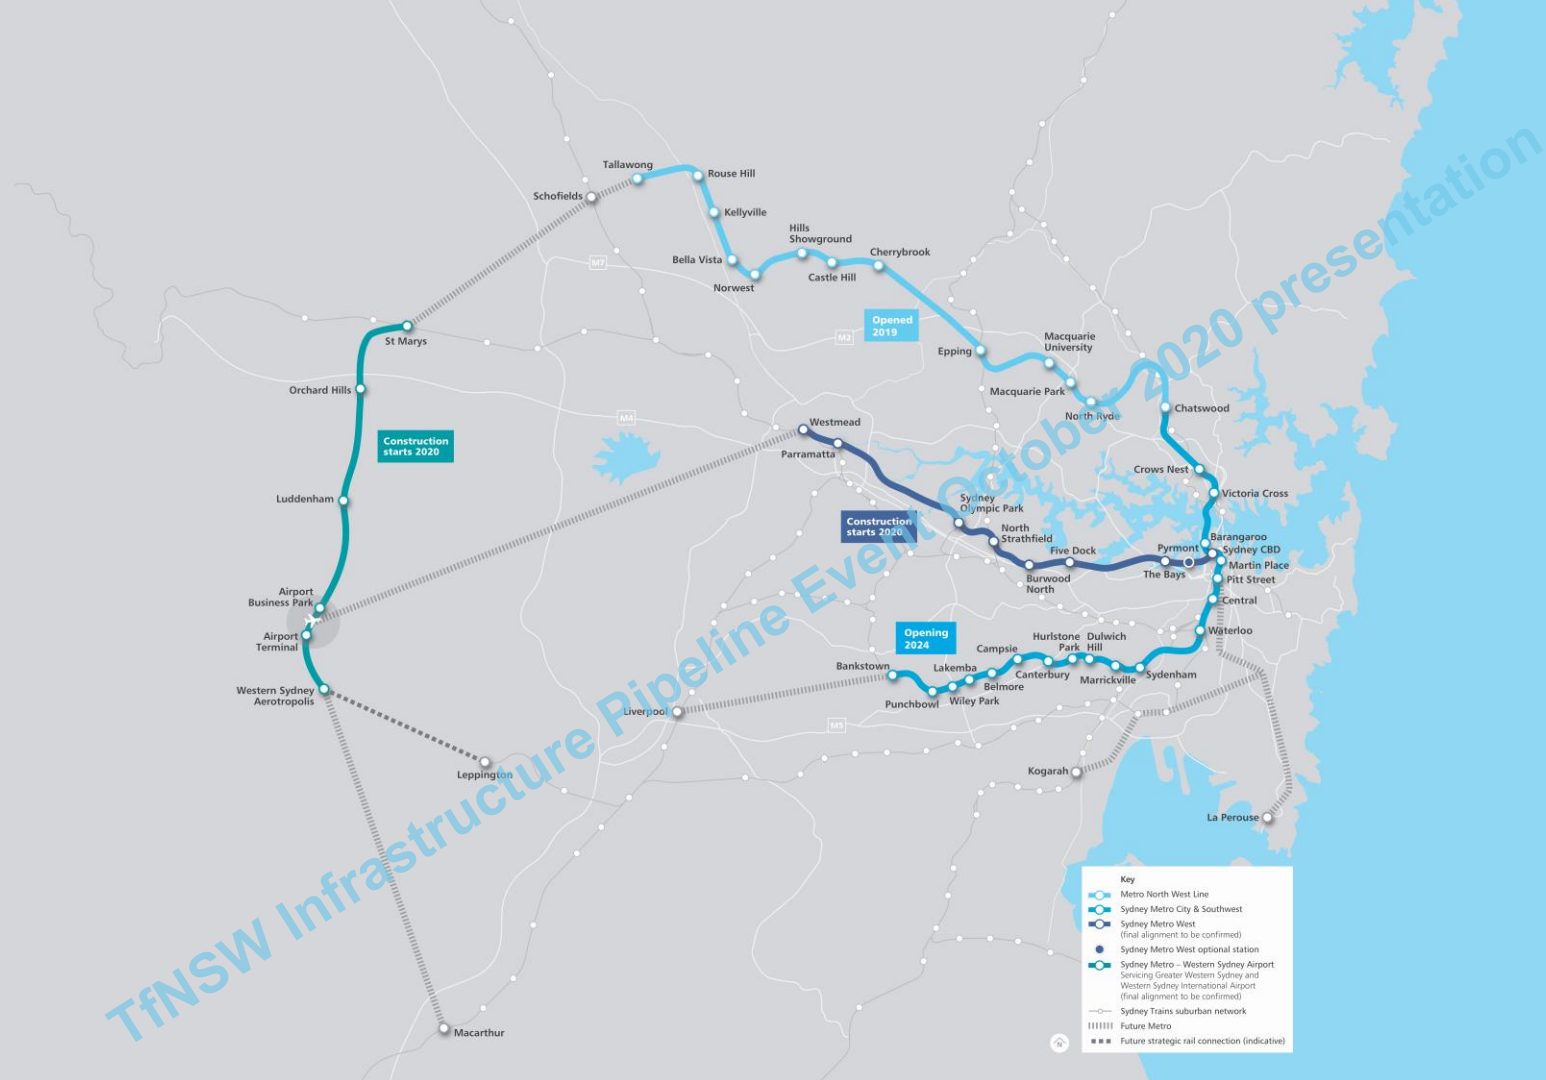 Tallawong
Rouse Hill
Schofields
Kellyville
Hills
Showground
Cherrybrook
Bella Vista
Castle Hill
Norwest
M7
Opened
2019
M2
St Marys
Macquarie
University
Epping
Orchard Hills
Macquarie Park
North Ryde
Chatswood
M4
Westmead
Construction
starts 2020
Parramatta
Crows Nest
Luddenham
Victoria Cross
Sydney
Olympic Park
Construction
starts 2020
North
Strathfield
Barangaroo
Five Dock
Pyrmont
Sydney CBD
Martin Place
The Bays
Burwood
North
Pitt Street
Airport
Business Park
Central
Airport
Terminal
Opening
2024
Waterloo
Hurlstone
Park
Dulwich
Hill
Campsie
Bankstown
Lakemba
Canterbury
Sydenham
Belmore
Marrickville
Western Sydney
Aerotropolis
Punchbowl
Wiley Park
Liverpool
M5
Leppington
Kogarah
La Perouse
Macarthur
TfNSW Infrastructure Pipeline Event October 2020 presentation
Key
Metro North West Line
Sydney Metro City & Southwest
Sydney Metro West
(final alignment to be confirmed)
Sydney Metro West optional station
Sydney Metro – Western Sydney Airport
Servicing Greater Western Sydney and
Western Sydney International Airport
(final alignment to be confirmed)
Sydney Trains suburban network
Future Metro
Future strategic rail connection (indicative)
N